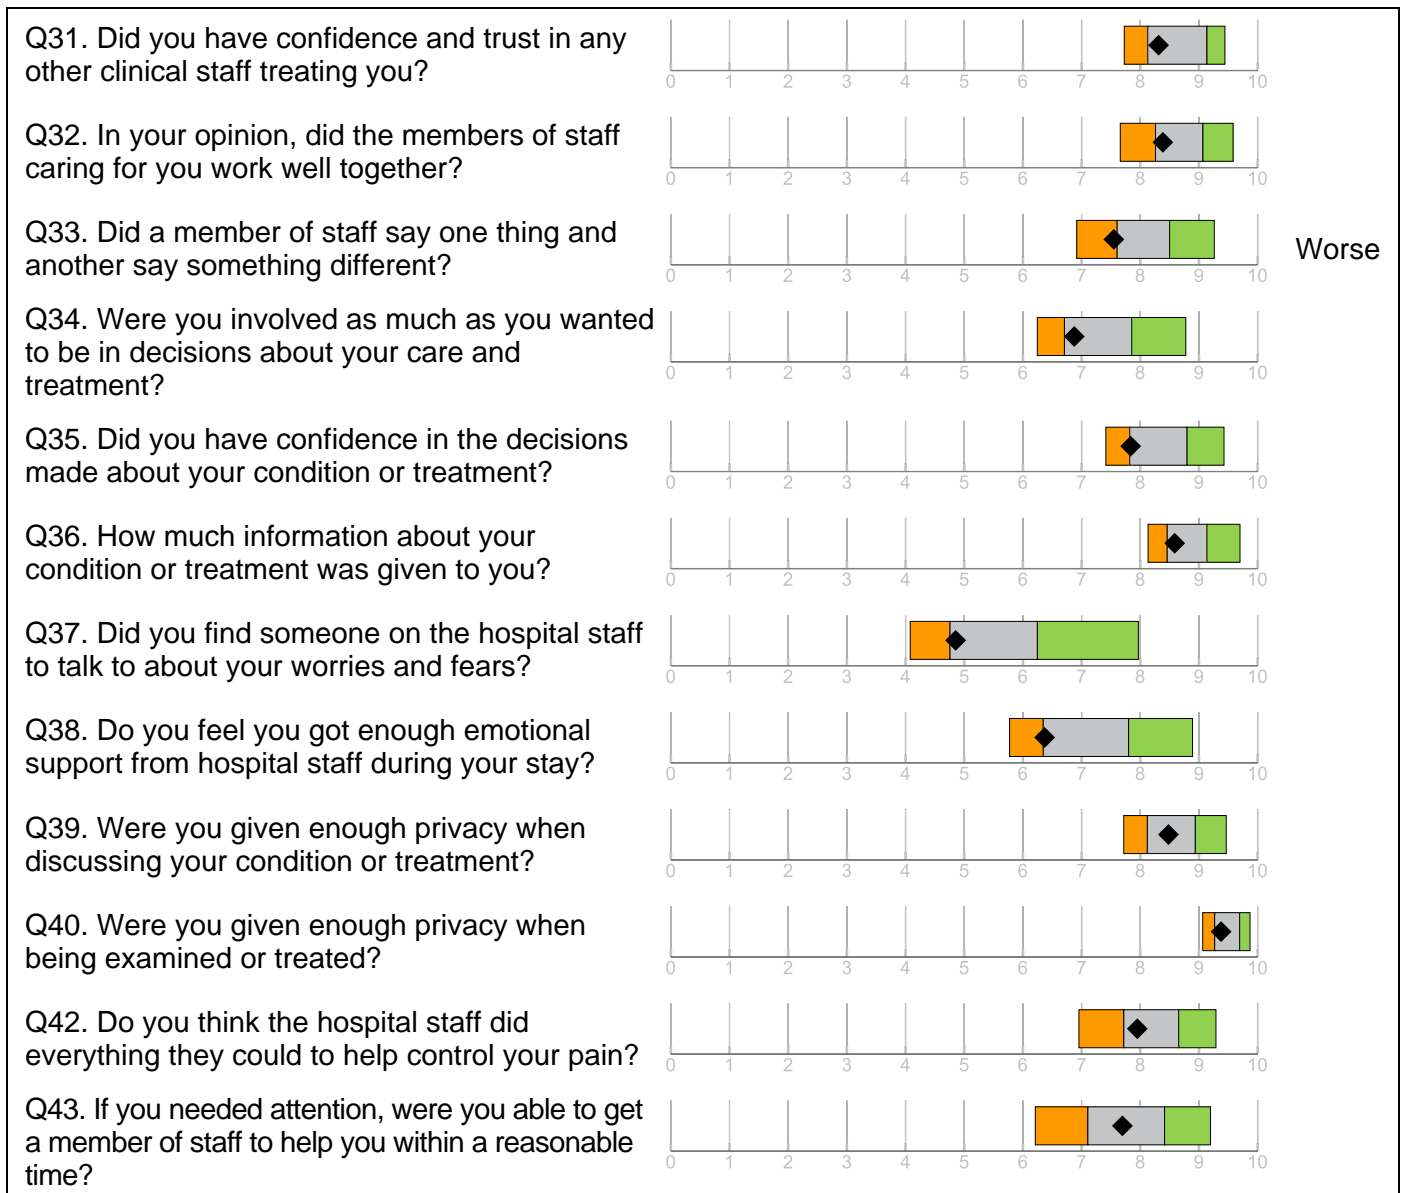 Q31. Did you have confidence and trust in any
other clinical staff treating you?
0 1 2 3 4 5 6 7 8 9 10
Q32. In your opinion, did the members of staff
caring for you work well together?
0 1 2 3 4 5 6 7 8 9 10
Q33. Did a member of staff say one thing and
another say something different?
Worse
0 1 2 3 4 5 6 7 8 9 10
Q34. Were you involved as much as you wanted
to be in decisions about your care and
treatment?
0 1 2 3 4 5 6 7 8 9 10
Q35. Did you have confidence in the decisions
made about your condition or treatment?
0 1 2 3 4 5 6 7 8 9 10
Q36. How much information about your
condition or treatment was given to you?
0 1 2 3 4 5 6 7 8 9 10
Q37. Did you find someone on the hospital staff
to talk to about your worries and fears?
0 1 2 3 4 5 6 7 8 9 10
Q38. Do you feel you got enough emotional
support from hospital staff during your stay?
0 1 2 3 4 5 6 7 8 9 10
Q39. Were you given enough privacy when
discussing your condition or treatment?
0 1 2 3 4 5 6 7 8 9 10
Q40. Were you given enough privacy when
being examined or treated?
0 1 2 3 4 5 6 7 8 9 10
Q42. Do you think the hospital staff did
everything they could to help control your pain?
0 1 2 3 4 5 6 7 8 9 10
Q43. If you needed attention, were you able to get
a member of staff to help you within a reasonable
time?
0 1 2 3 4 5 6 7 8 9 10